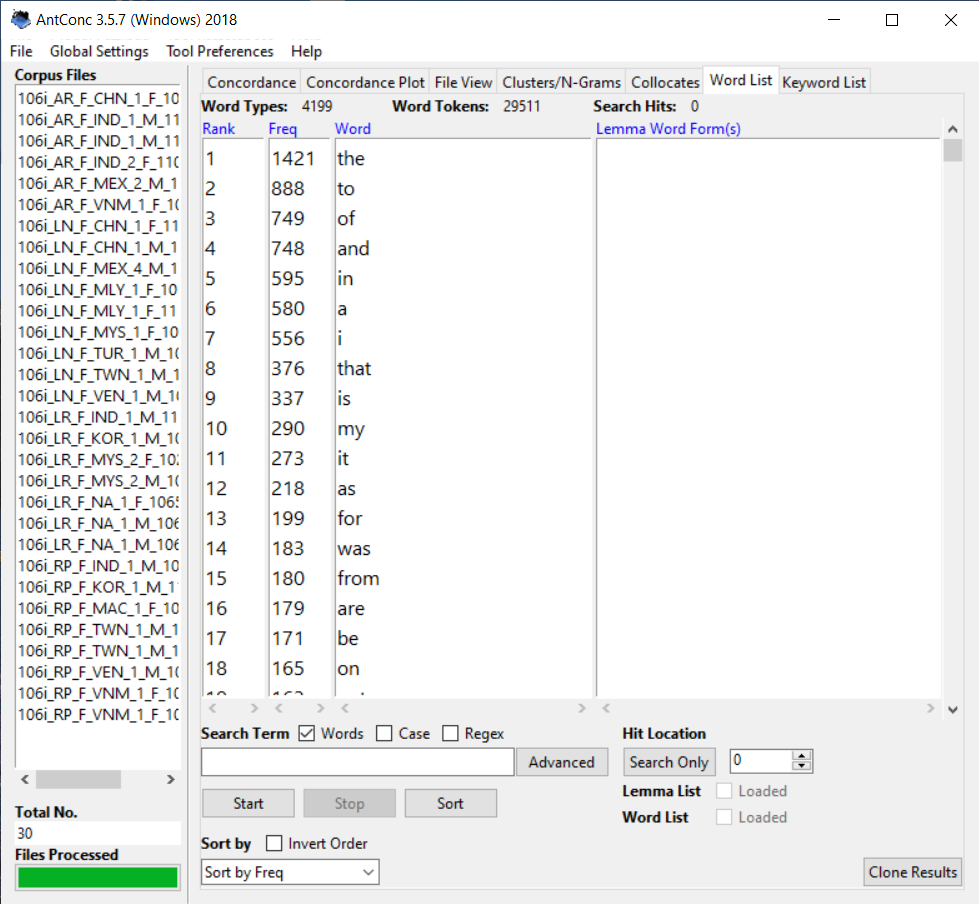 AntConc 3.5.7 (Windows) 2018
File Global Settings Tool Preferences Help
Corpus Files
106i_AR_F_CHN_1_F_10
106i_AR_F_IND_1_M_11
106i_AR_F_IND_1_M_11
106i_AR_F_IND_2_F_110
106i_AR_F_MEX_2_M_1
106i_AR_F_VNM_1_F_10
106i_LN_F_CHN_1_F_11
106i_LN_F_CHN_1_M_1
106i_LN_F_MEX_4_M_1
106i_LN_F_MLY_1_F_10
106i_LN_F_MLY_1_F_11
106i_LN_F_MYS_1_F_10
106i_LN_F_TUR_1_M_10
106i_LN_F_TWN_1_M_1
106i_LN_F_VEN_1_M_10
106i_LR_F_IND_1_M_11
106i_LR_F_KOR_1_M_10
106i_LR_F_MYS_2_F_102
106i_LR_F_MYS_2_M_10
106i_LR_F_NA_1_F_1065
106i_LR_F_NA_1_M_106
106i_LR_F_NA_1_M_106
106i_RP_F_IND_1_M_10
106i_RP_F_KOR_1_M_11
106i_RP_F_MAC_1_F_10
106i_RP_F_TWN_1_M_1
106i_RP_F_TWN_1_M_1
106i_RP_F_VEN_1_M_10
106i_RP_F_VNM_1_F_10
106i_RP_F_VNM_1_F_10
Total No.
30
Files Processed
Concordance Concordance Plot File View Clusters/N-Grams Collocates Word List Keyword List
Word Types: 4199 Word Tokens: 29511 Search Hits: 0
Rank Freq Word Lemma Word Form(s)
1 1421 the
2 888 to
3 749 of
4 748 and
5 595 in
6 580 a
7 556 i
8 376 that
9 337 is
10 290 my
11 273 it
12 218 as
13 199 for
14 183 was
15 180 from
16 179 are
17 171 be
18 165 on
Search Term Words Case Regex Hit Location
Advanced Search Only 0
Start Stop Sort Lemma List Loaded
Word List Loaded
Sort by Invert Order
Sort by Freq Clone Results